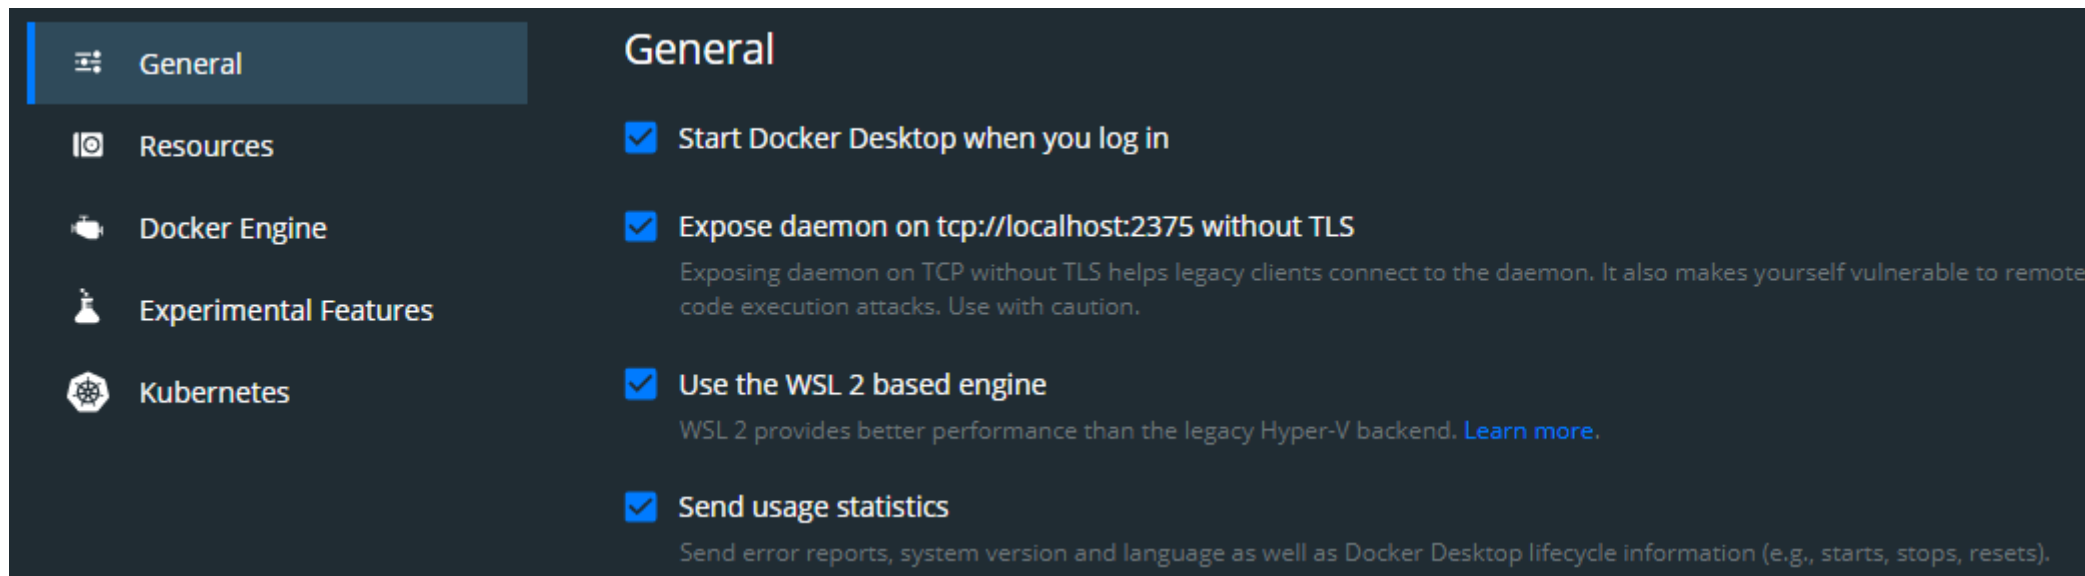 General
Resources
Docker Engine
Experimental Features
Kubernetes
General
Start Docker Desktop when you log in
Expose daemon on tcp://localhost:2375 without TLS
Exposing daemon on TCP without TLS helps legacy clients connect to the daemon. It also makes yourself vulnerable to remote
code execution attacks. Use with caution.
Use the WSL 2 based engine
WSL 2 provides better performance than the legacy Hyper-V backend. Learn more.
Send usage statistics
Send error reports, system version and language as well as Docker Desktop lifecycle information (e.g., starts, stops, resets).